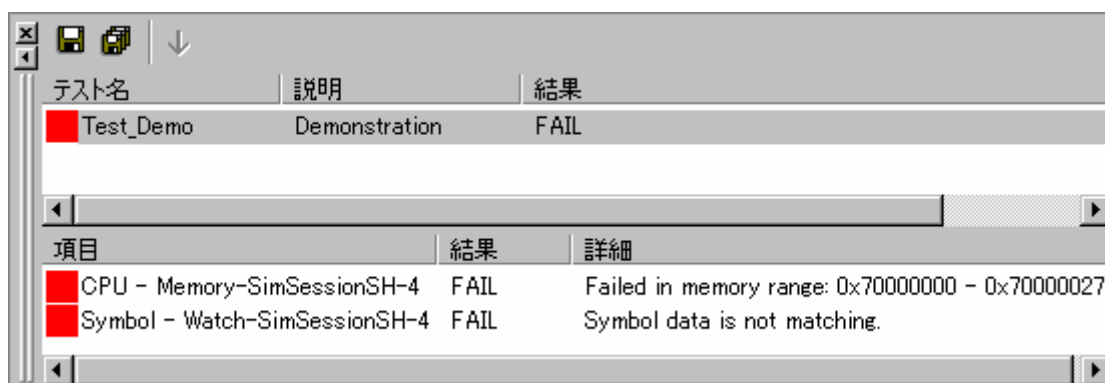 テスト名 説明 結果
Test_Demo Demonstration FAIL
項目 結果 詳細
CPU - Memory-SimSessionSH-4 FAIL Failed in memory range: 0x70000000 - 0x70000027
Symbol - Watch-SimSessionSH-4 FAIL Symbol data is not matching.